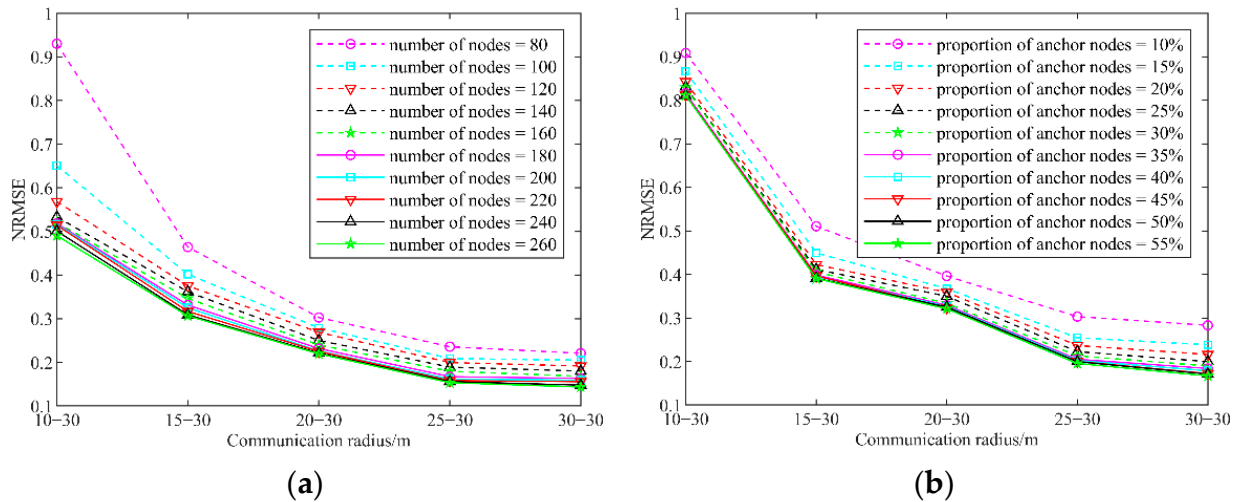 1
0.9
0.8
0.7
0.6
0.5
0.4
0.3
0.2
0.1
NRMSE
number of nodes = 80
number of nodes = 100
number of nodes = 120
number of nodes = 140
number of nodes = 160
number of nodes = 180
number of nodes = 200
number of nodes = 220
number of nodes = 240
number of nodes = 260
10−30 15−30 20−30 25−30 30−30
Communication radius/m
(a)
1
0.9
0.8
0.7
0.6
0.5
0.4
0.3
0.2
0.1
NRMSE
proportion of anchor nodes = 10%
proportion of anchor nodes = 15%
proportion of anchor nodes = 20%
proportion of anchor nodes = 25%
proportion of anchor nodes = 30%
proportion of anchor nodes = 35%
proportion of anchor nodes = 40%
proportion of anchor nodes = 45%
proportion of anchor nodes = 50%
proportion of anchor nodes = 55%
10−30 15−30 20−30 25−30 30−30
Communication radius/m
(b)